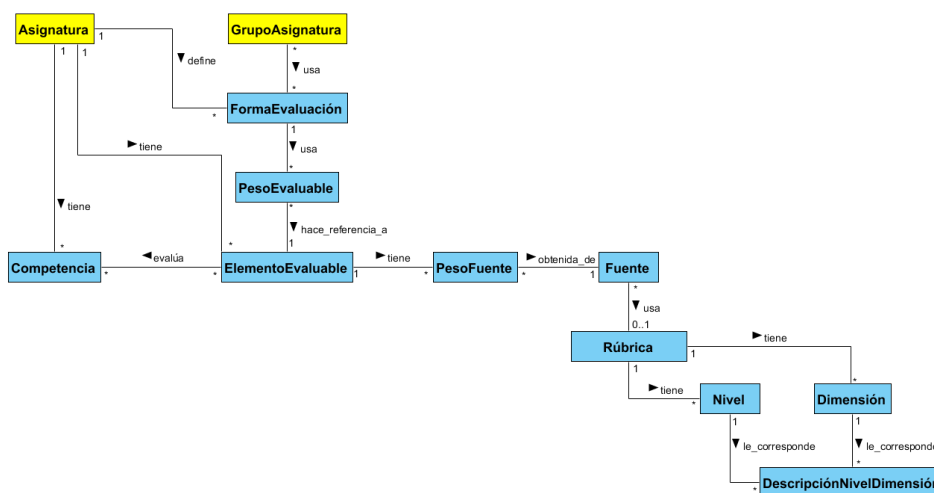 Asignatura
GrupoAsignatura
1
1
1
*
define
usa
*
*
FormaEvaluación
1
usa
tiene
*
PesoEvaluable
*
tiene
hace_referencia_a
1
*
*
evalúa
tiene
obtenida_de
Competencia
*
*
ElementoEvaluable
1
*
PesoFuente
*
1
Fuente
*
usa
0..1
Rúbrica
1
tiene
1
tiene
*
*
Nivel
Dimensión
1
1
le_corresponde
le_corresponde
*
*
DescripciónNivelDimensión